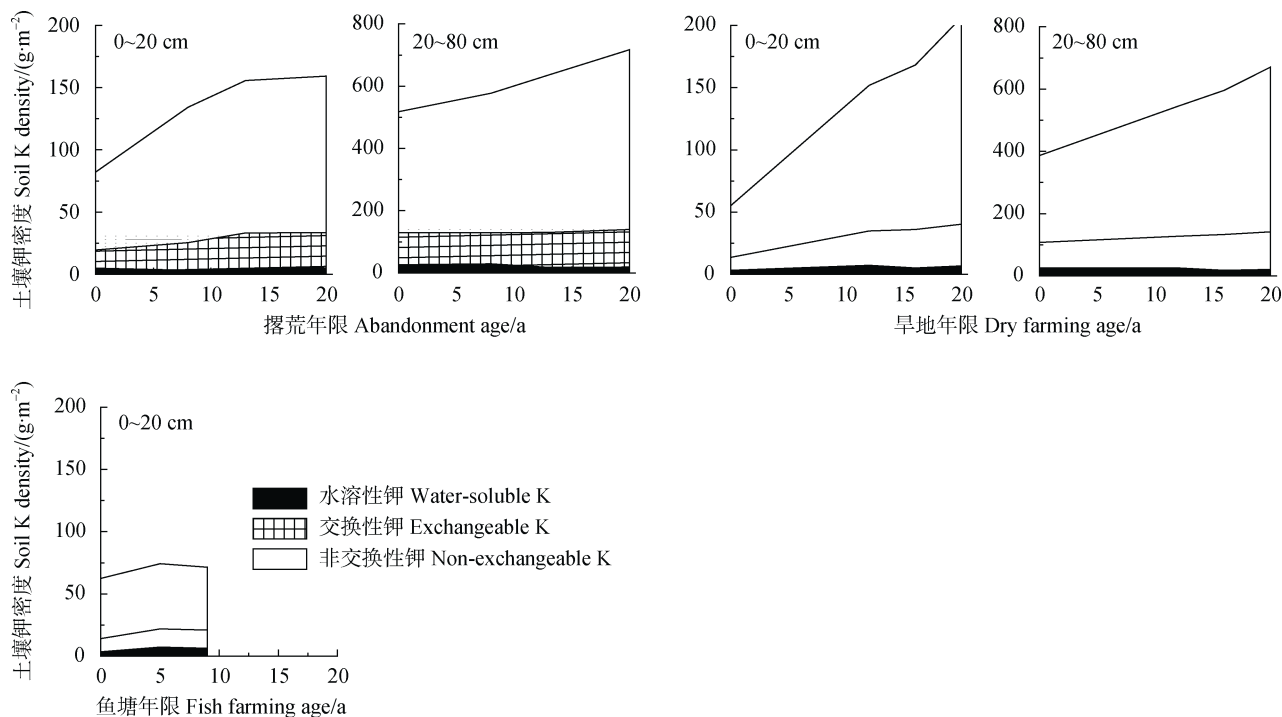 土壤钾密度 Soil K density/(g·m⁻²)
200
150
100
50
0
0~20 cm
0 5 10 15 20
800
600
400
200
0
20~80 cm
0 5 10 15 20
撂荒年限 Abandonment age/a
200
150
100
50
0
0~20 cm
0 5 10 15 20
800
600
400
200
0
20~80 cm
0 5 10 15 20
旱地年限 Dry farming age/a
土壤钾密度 Soil K density/(g·m⁻²)
200
150
100
50
0
0~20 cm
0 5 10 15 20
鱼塘年限 Fish farming age/a
水溶性钾 Water-soluble K
交换性钾 Exchangeable K
非交换性钾 Non-exchangeable K